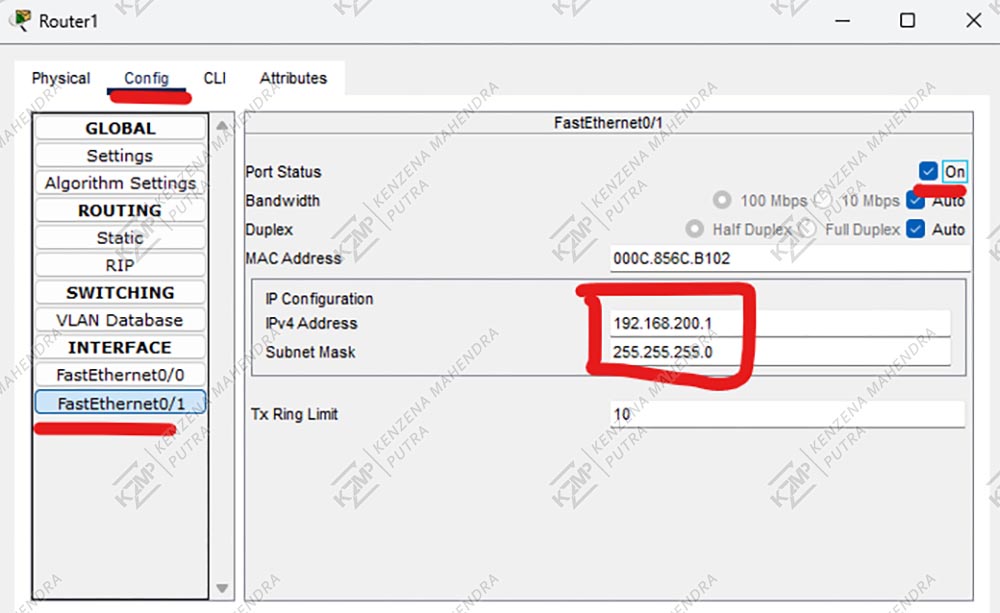 Router1
Physical Config CLI Attributes
GLOBAL
Settings
Algorithm Settings
ROUTING
Static
RIP
SWITCHING
VLAN Database
INTERFACE
FastEthernet0/0
FastEthernet0/1
FastEthernet0/1
Port Status On
Bandwidth 100 Mbps 10 Mbps Auto
Duplex Half Duplex Full Duplex Auto
MAC Address 000C.856C.B102
IP Configuration
IPv4 Address 192.168.200.1
Subnet Mask 255.255.255.0
Tx Ring Limit 10
KZMP KENZENA MAHENDRA
PUTRA